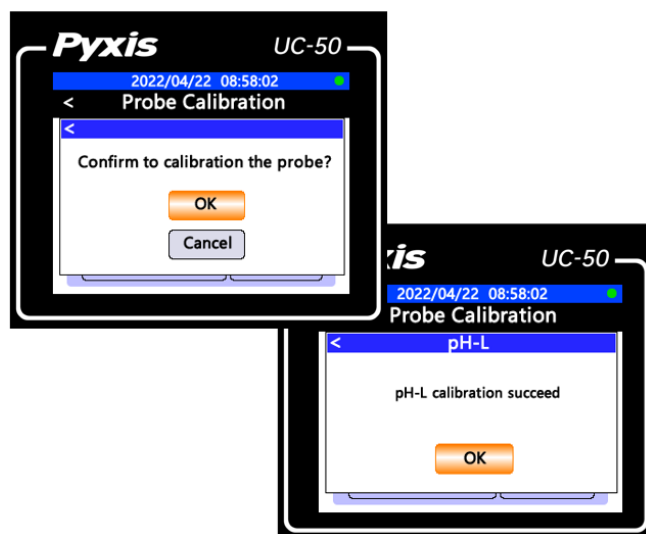 Pyxis UC-50
2022/04/22 08:58:02
< Probe Calibration
<
Confirm to calibration the probe?
OK
Cancel
xis UC-50
2022/04/22 08:58:02
Probe Calibration
< pH-L
pH-L calibration succeed
OK